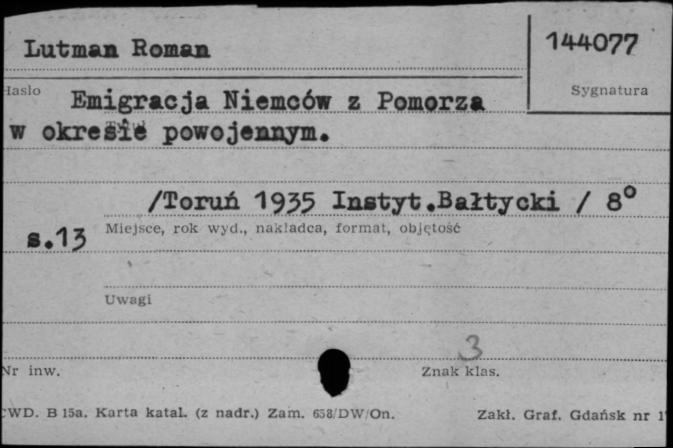 Lutman Roman
144077
Hasło
Sygnatura
Emigracja Niemców z Pomorza
w okresie powojennym.
/Toruń 1935 Instyt.Bałtycki / 8°
s.13
Miejsce, rok wyd., nakładca, format, objętość
Uwagi
3
Nr inw.
Znak klas.
CWD. B 15a. Karta katal. (z nadr.) Zam. 658/DW/On.
Zakł. Graf. Gdańsk nr 1